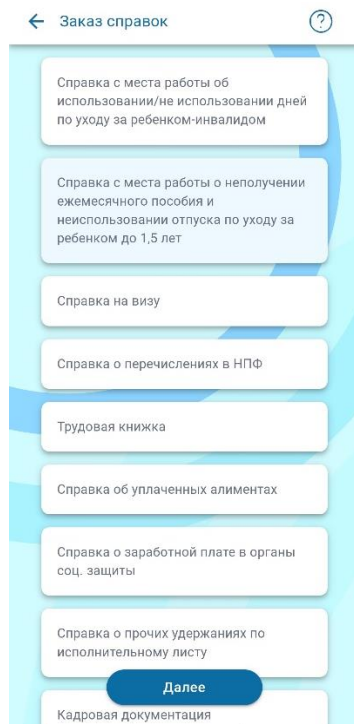 Заказ справок
?
Справка с места работы об
использовании/не использовании дней
по уходу за ребенком-инвалидом
Справка с места работы о неполучении
ежемесячного пособия и
неиспользовании отпуска по уходу за
ребенком до 1,5 лет
Справка на визу
Справка о перечислениях в НПФ
Трудовая книжка
Справка об уплаченных алиментах
Справка о заработной плате в органы
соц. защиты
Справка о прочих удержаниях по
исполнительному листу
Далее
Кадровая документация